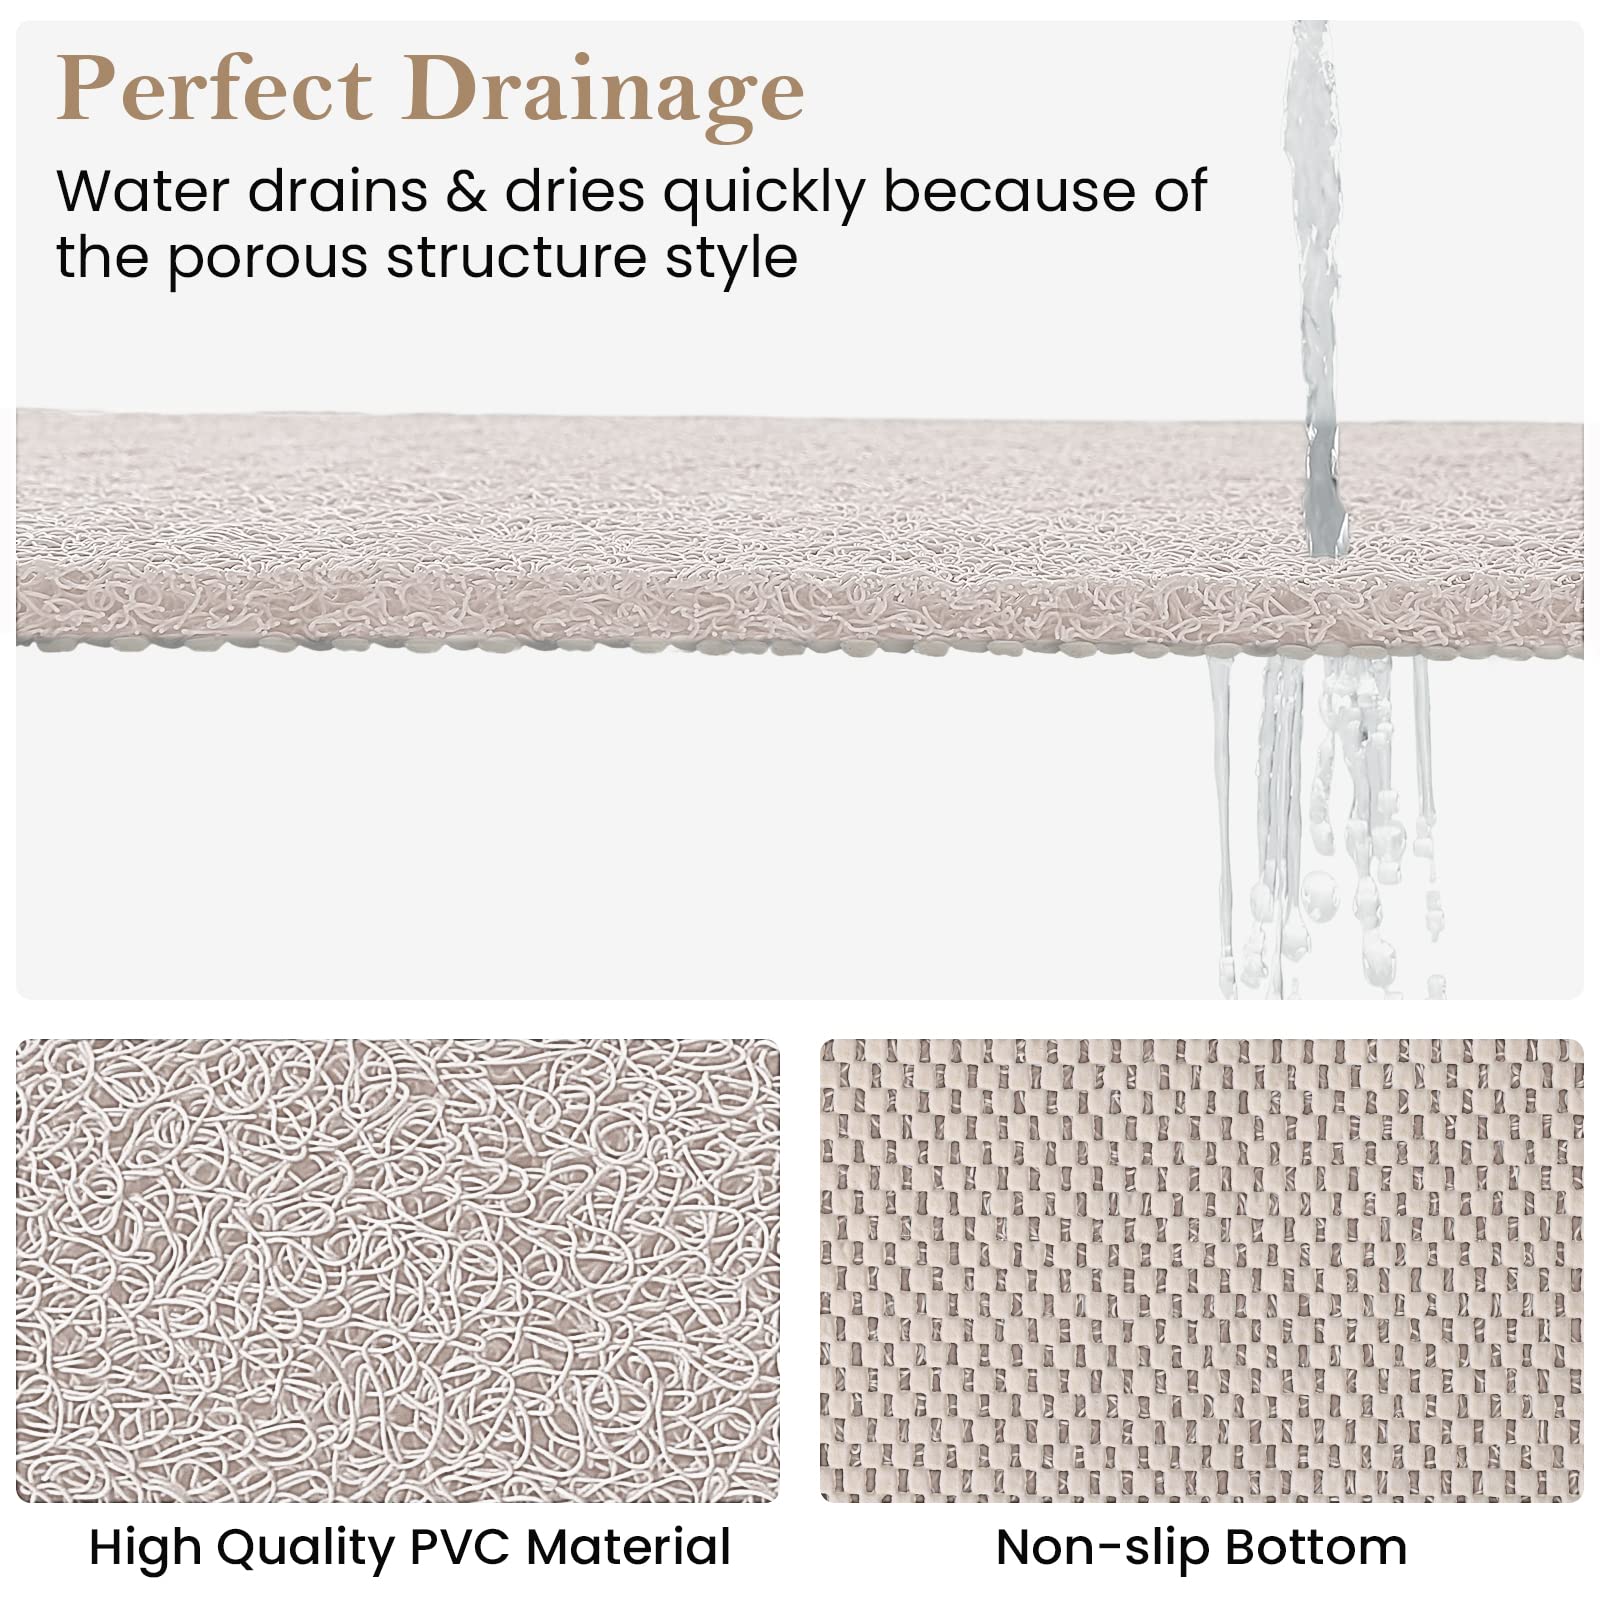 Perfect Drainage
Water drains & dries quickly because of
the porous structure style
High Quality PVC Material
Non-slip Bottom